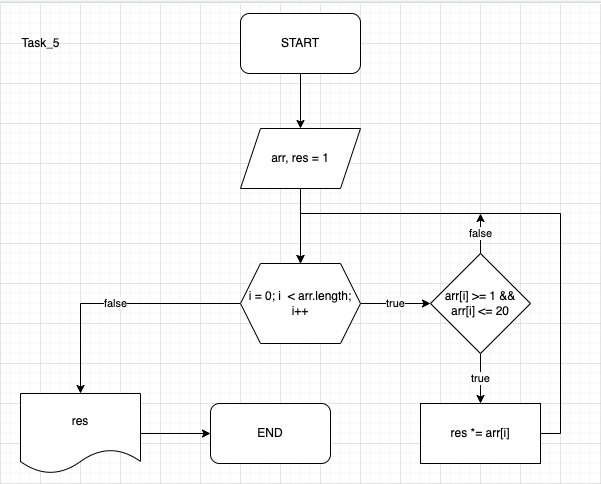 START
Task_5
arr, res = 1
false
i = 0; i < arr.length;
i++
false
true
arr[i] >= 1 &&
arr[i] <= 20
true
res
END
res *= arr[i]